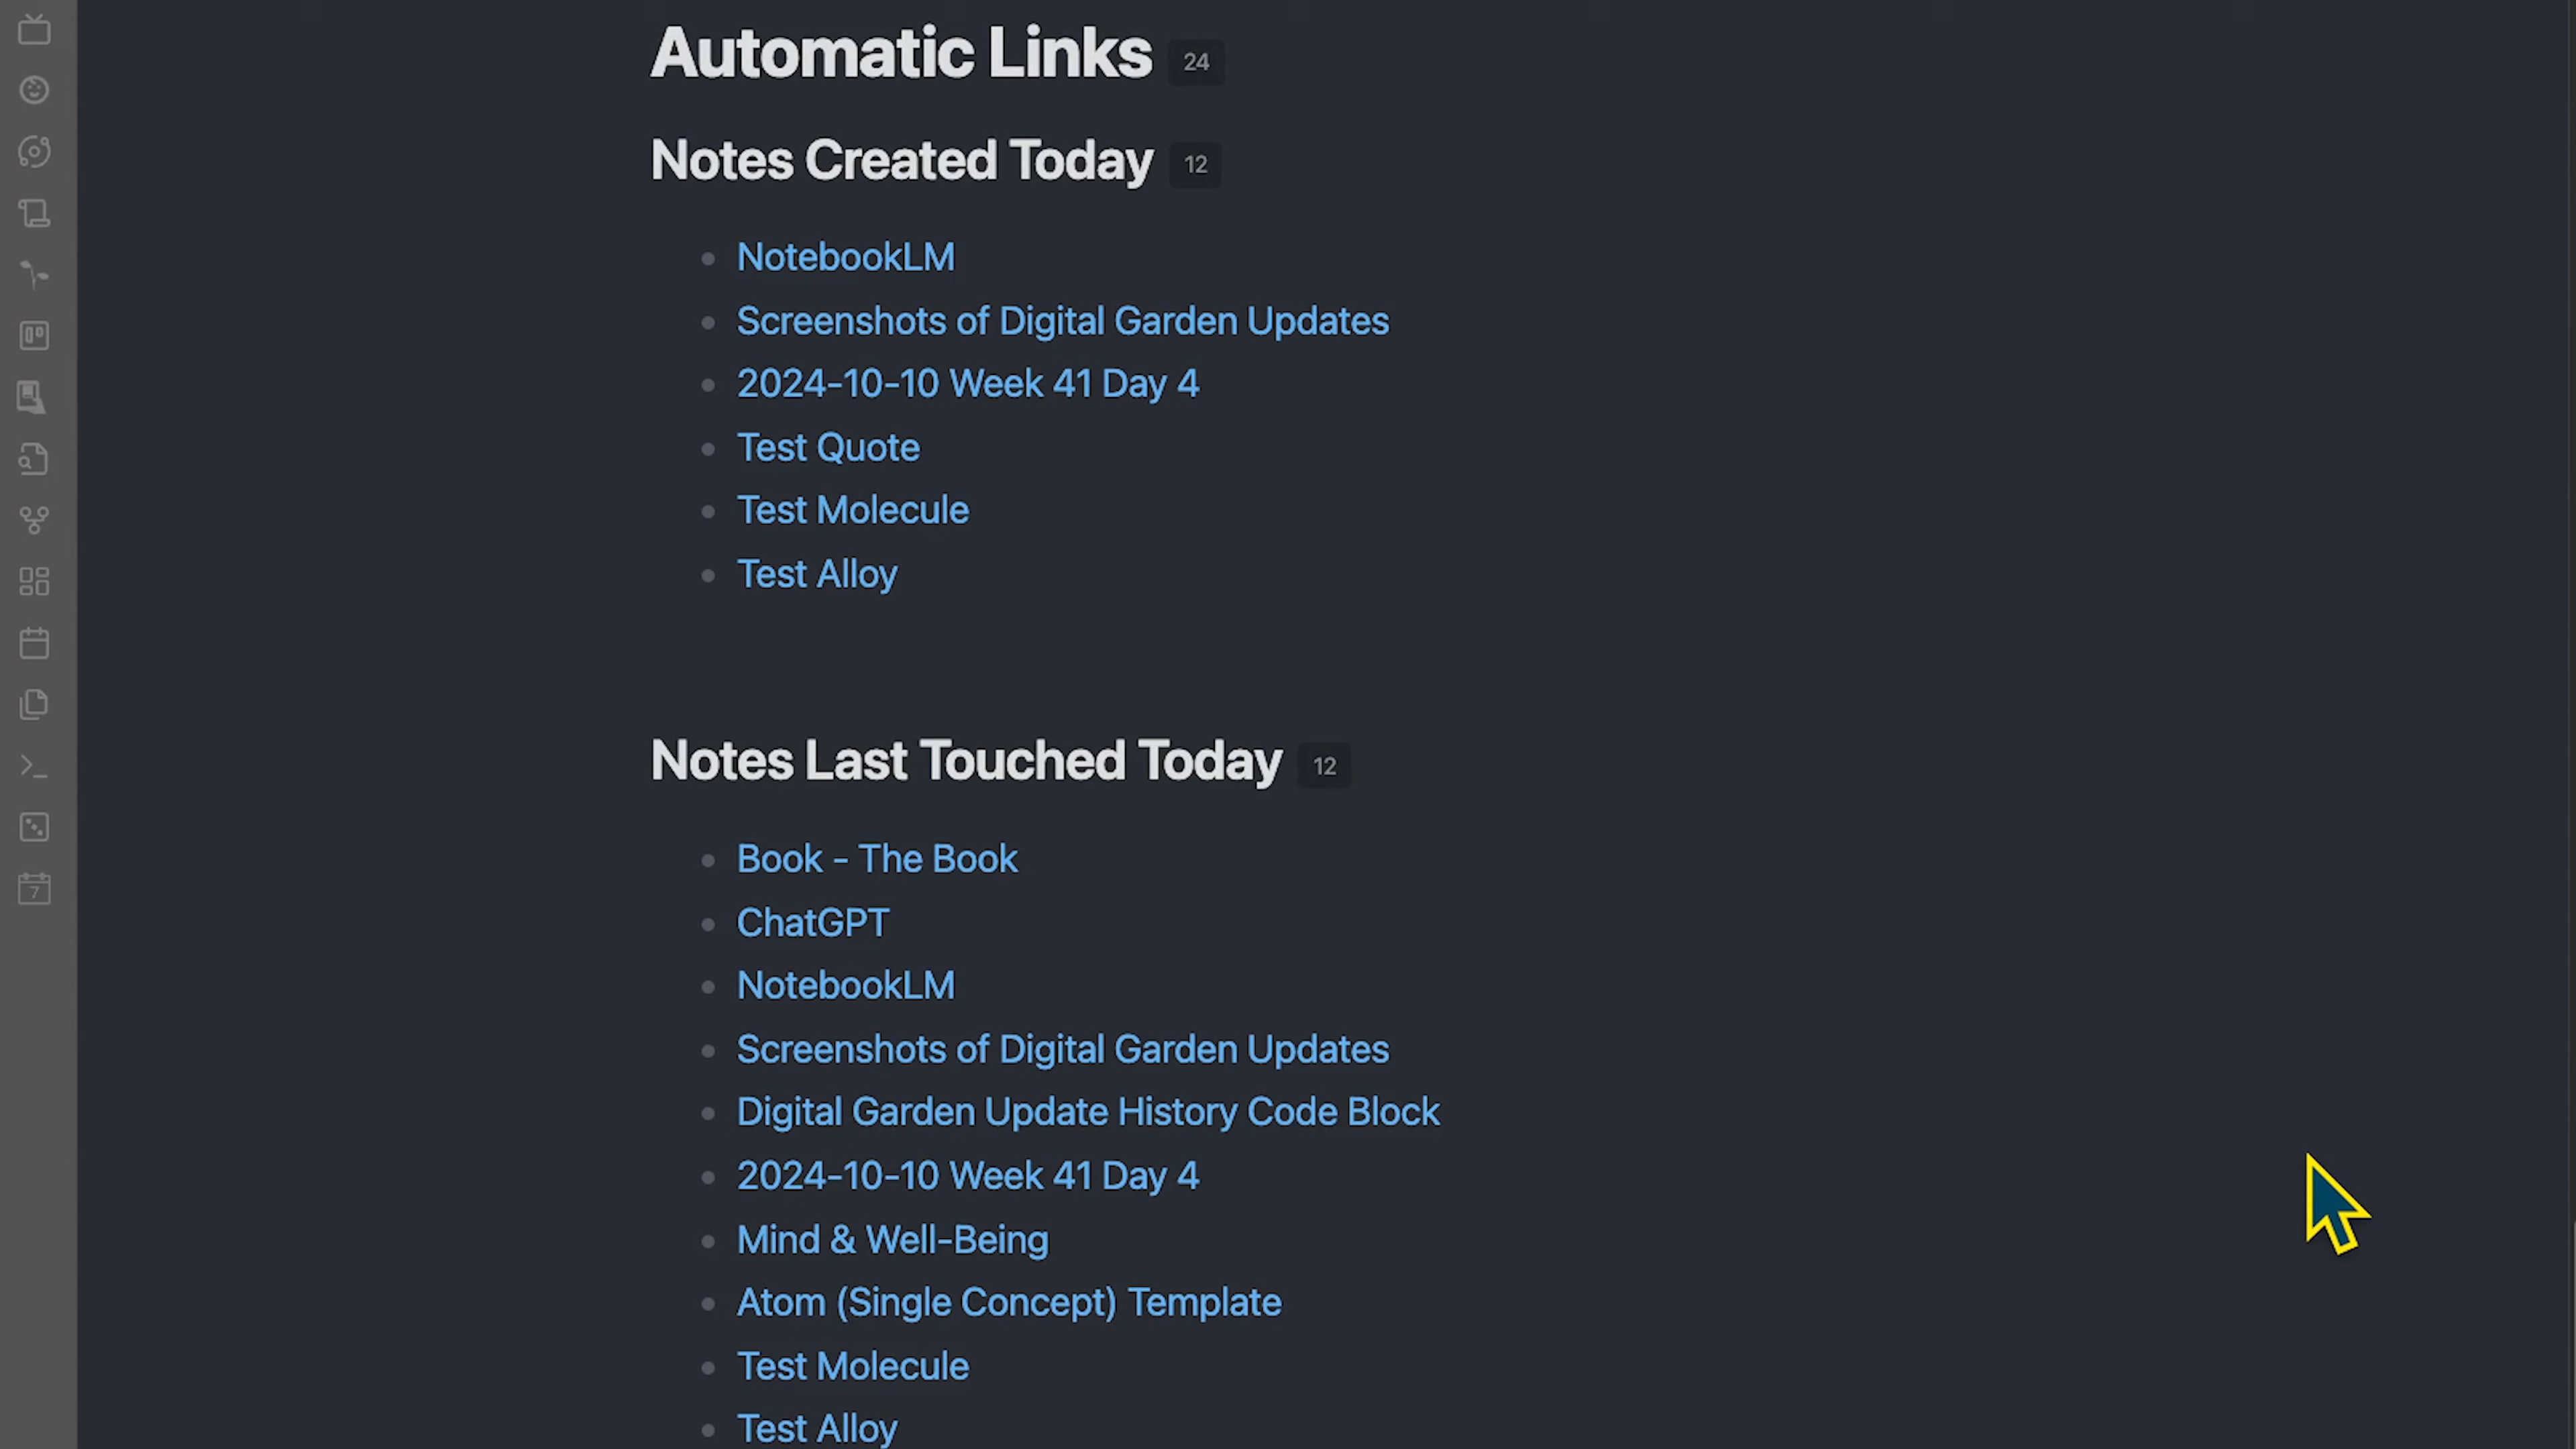 Automatic Links 24
Notes Created Today 12
NotebookLM
Screenshots of Digital Garden Updates
2024-10-10 Week 41 Day 4
Test Quote
Test Molecule
Test Alloy
Notes Last Touched Today 12
Book - The Book
ChatGPT
NotebookLM
Screenshots of Digital Garden Updates
Digital Garden Update History Code Block
2024-10-10 Week 41 Day 4
Mind & Well-Being
Atom (Single Concept) Template
Test Molecule
Test Alloy
7